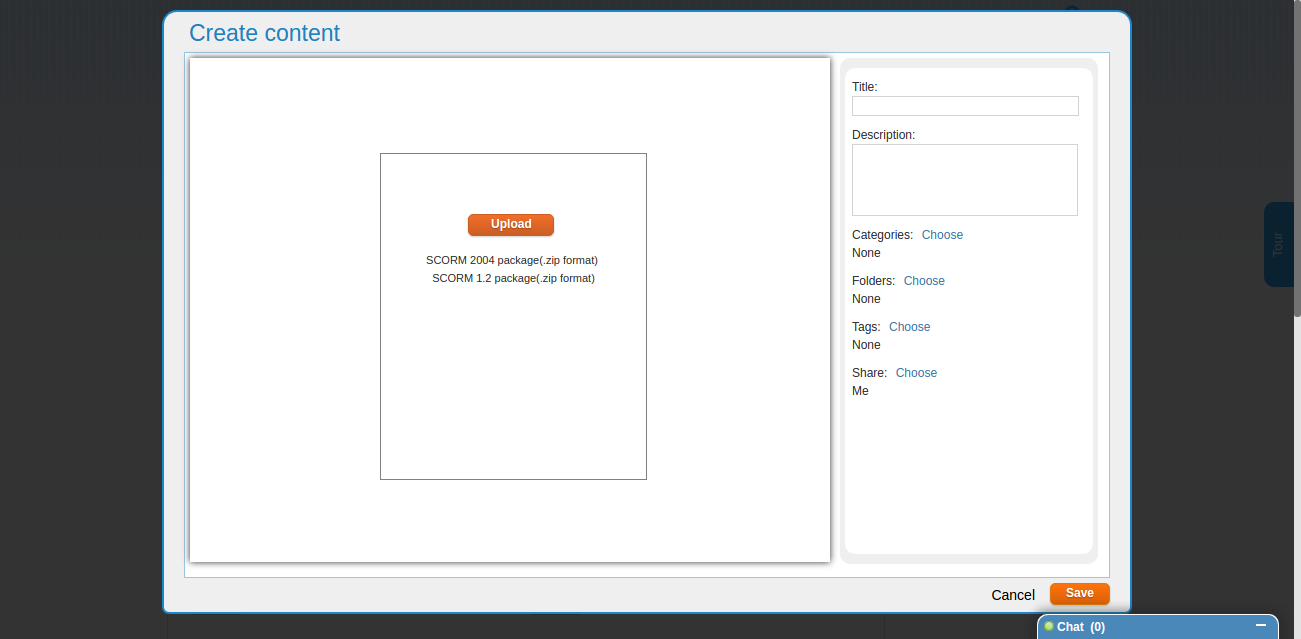 Create content
Upload
SCORM 2004 package(.zip format)
SCORM 1.2 package(.zip format)
Title:
Description:
Categories: Choose
None
Folders: Choose
None
Tags: Choose
None
Share: Choose
Me
Tour
Cancel Save
Chat (0)